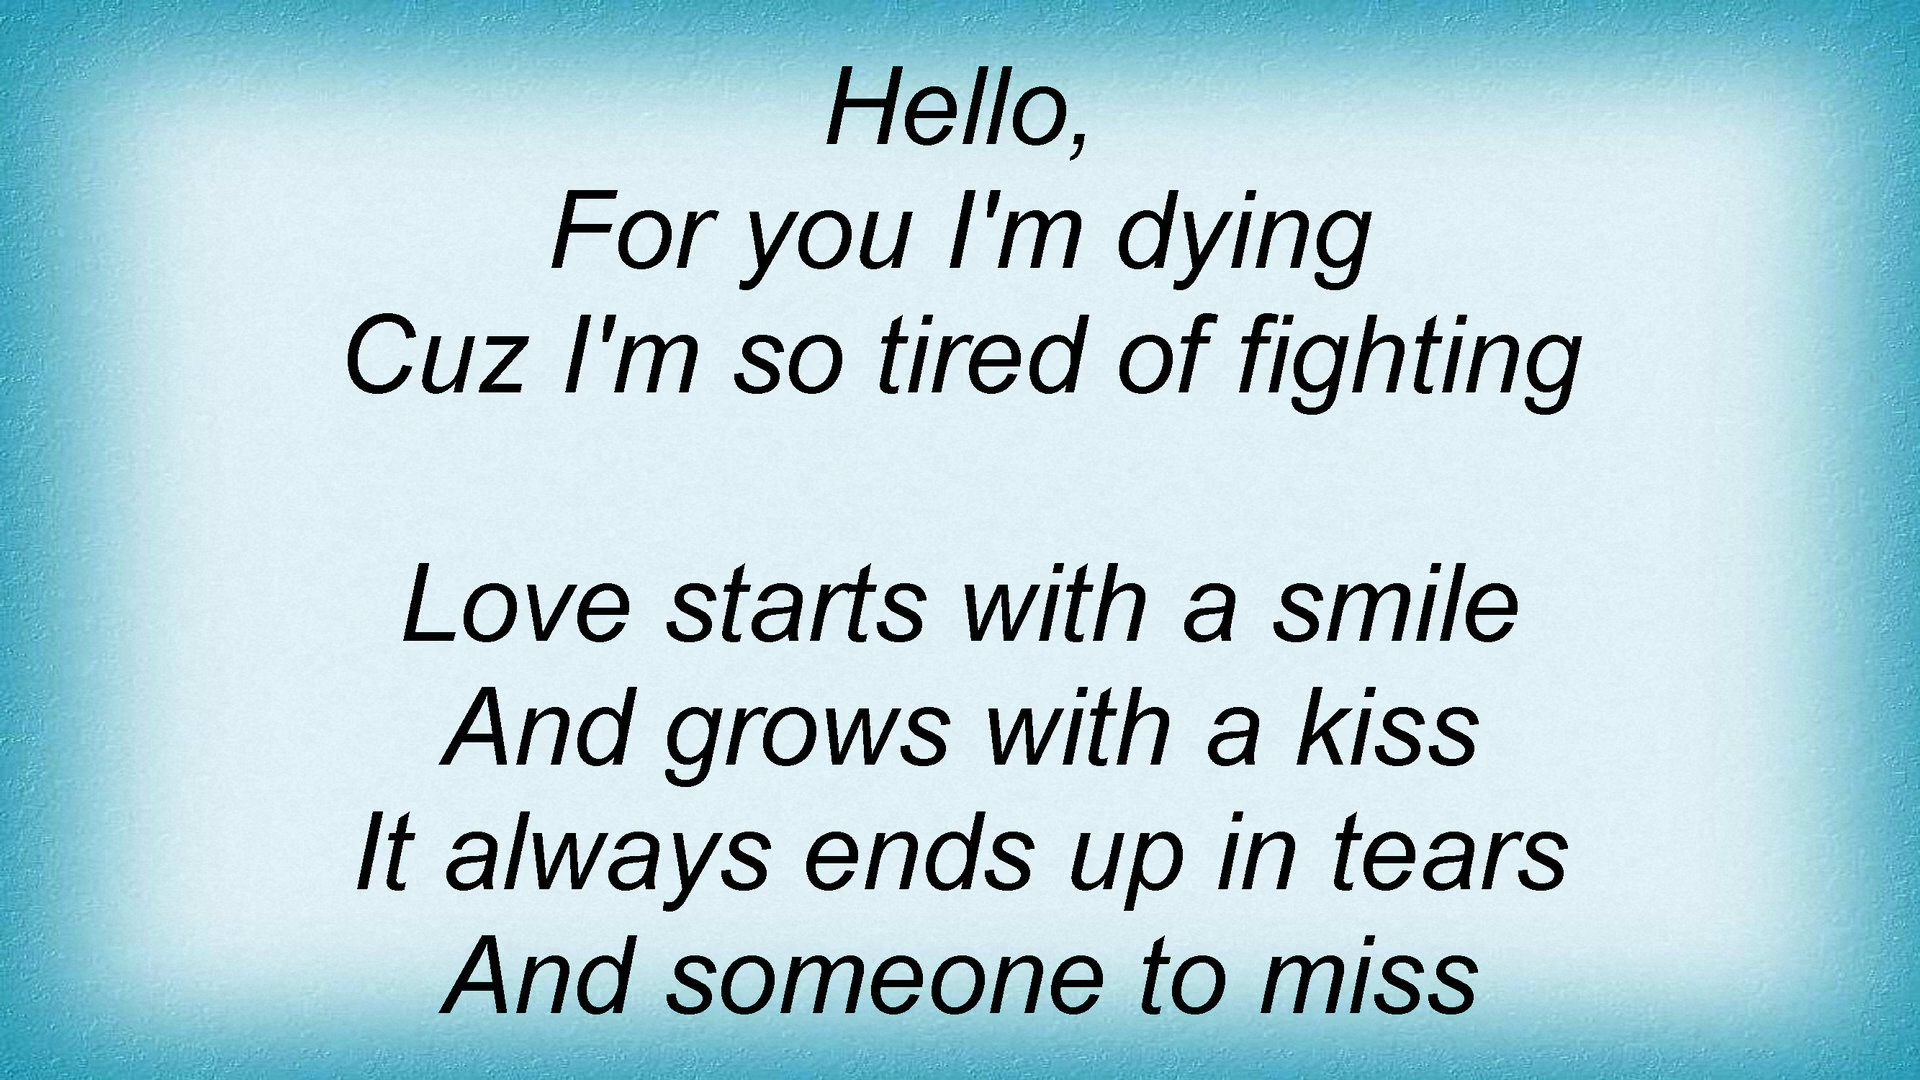 Hello,
For you I'm dying
Cuz I'm so tired of fighting
Love starts with a smile
And grows with a kiss
It always ends up in tears
And someone to miss